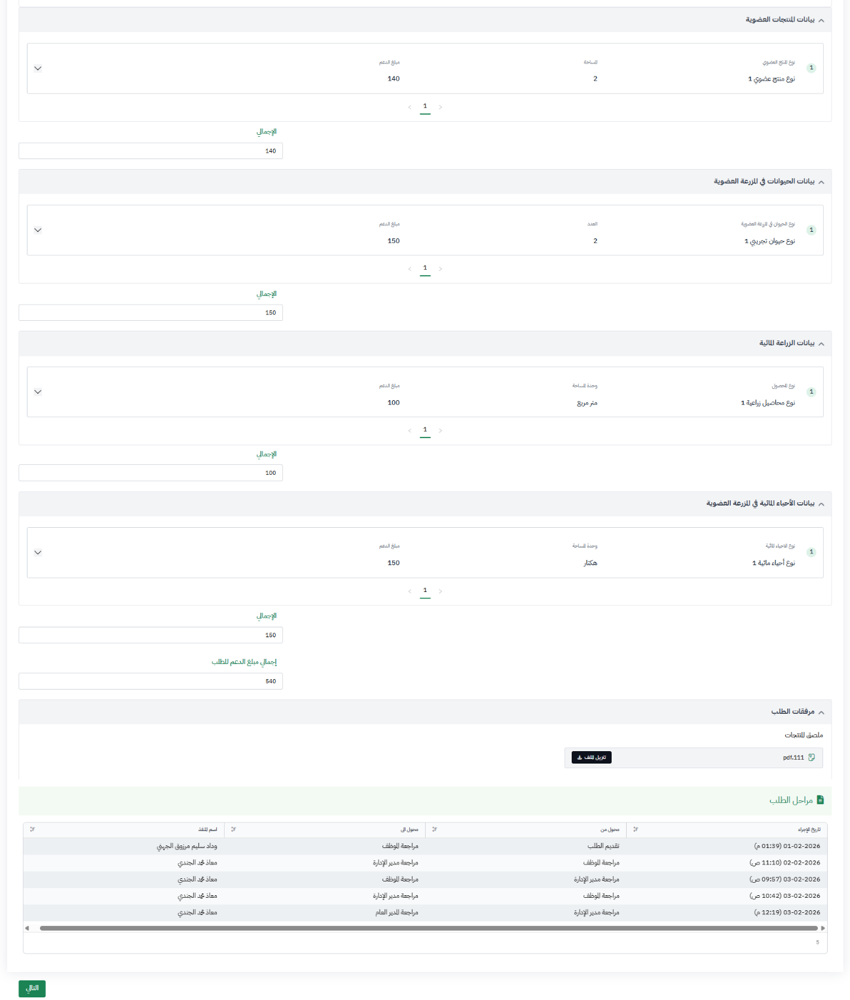 بيانات المنتجات العضوية
1
نوع المنتج العضوي المساحة مبلغ الدعم
نوع منتج عضوي 1 2 140
1
الإجمالي
140
بيانات الحيوانات في المزرعة العضوية
1
نوع الحيوان في المزرعة العضوية العدد مبلغ الدعم
نوع حيوان تجريبي 1 2 150
1
الإجمالي
150
بيانات الزراعة المائية
1
نوع المحصول وحدة المساحة مبلغ الدعم
نوع محاصيل زراعية 1 متر مربع 100
1
الإجمالي
100
بيانات الأحياء المائية في المزرعة العضوية
1
نوع الاحياء المائية وحدة المساحة مبلغ الدعم
نوع أحياء مائية 1 هكتار 150
1
الإجمالي
150
إجمالي مبلغ الدعم للطلب
540
مرفقات الطلب
ملصق المنتجات
111.pdf تنزيل الملف
مراحل الطلب
تاريخ الإجراء محول من محول الى اسم المنفذ
01-02-2026 (01:39 م) تقديم الطلب مراجعة الموظف وداد سليم مرزوق الجهني
02-02-2026 (11:10 ص) مراجعة الموظف مراجعة مدير الإدارة معاذ محمد الجندي
03-02-2026 (09:57 ص) مراجعة مدير الإدارة مراجعة الموظف معاذ محمد الجندي
03-02-2026 (10:42 ص) مراجعة الموظف مراجعة مدير الإدارة معاذ محمد الجندي
03-02-2026 (12:19 م) مراجعة مدير الإدارة مراجعة المدير العام معاذ محمد الجندي
5
التالي